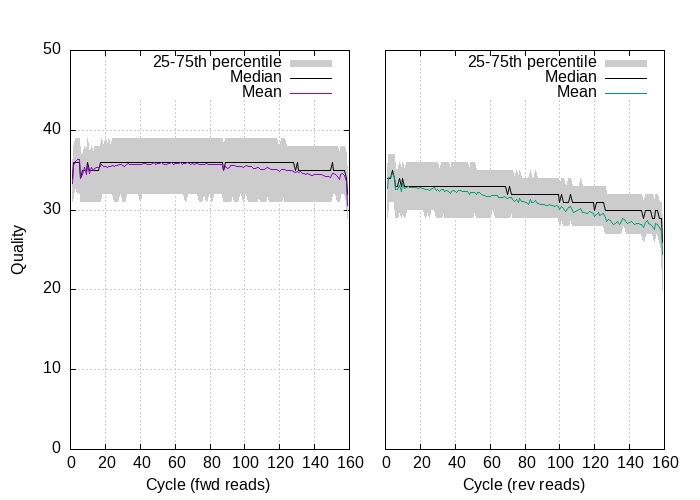 50
40
30
20
10
0
Quality
25-75th percentile
Median
Mean
0 20 40 60 80 100 120 140 160
Cycle (fwd reads)
25-75th percentile
Median
Mean
0 20 40 60 80 100 120 140 160
Cycle (rev reads)